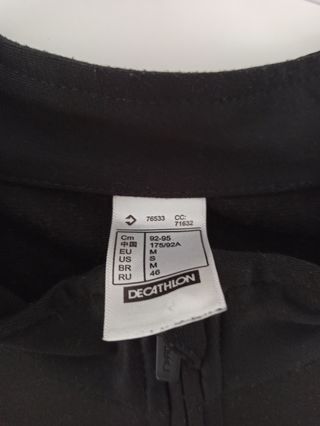 76533 CC:
71632
Cm 92-95
中国 175/92A
EU M
US S
BR M
RU 46
DECATHLON